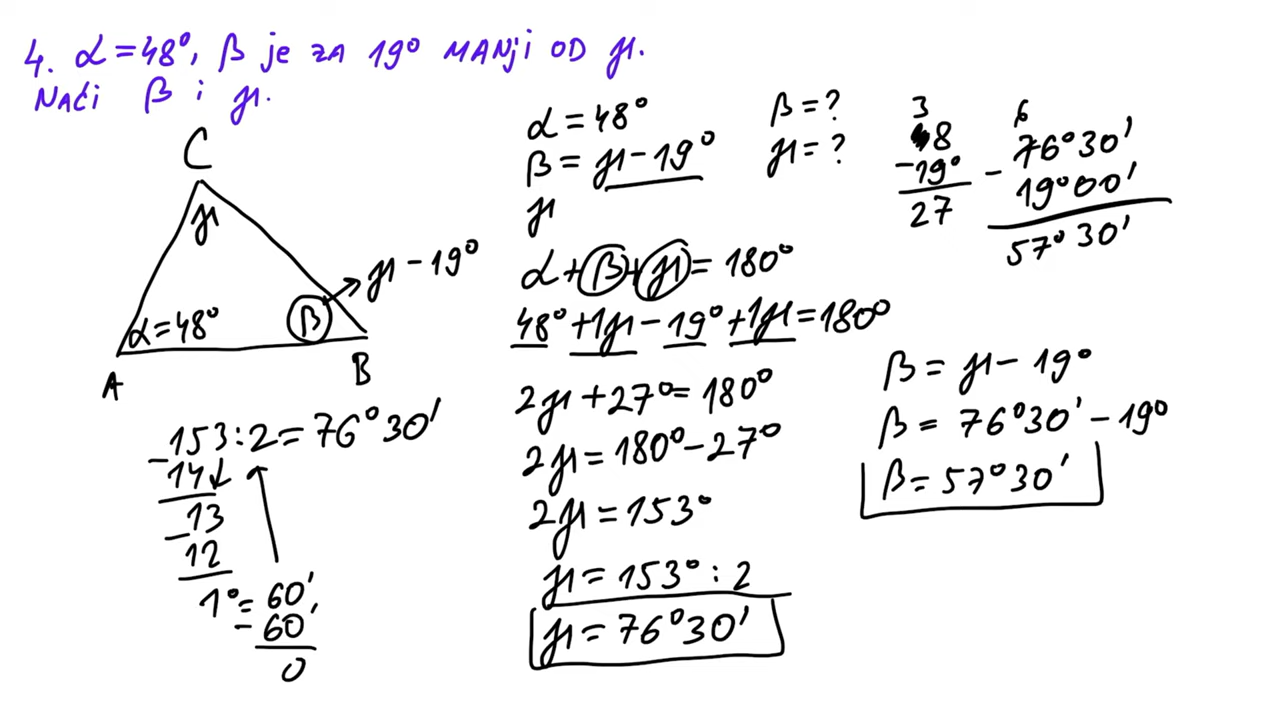 4. α = 48°, β je za 19° manji od γ.
Naći β i γ.
C
γ
α = 48°
β
γ - 19°
A
B
153 : 2 = 76°30'
- 14
13
- 12
1° = 60'
- 60'
0
α = 48°
β = γ - 19°
γ
β = ?
γ = ?
α + β + γ = 180°
48° + 1γ - 19° + 1γ = 180°
2γ + 27° = 180°
2γ = 180° - 27°
2γ = 153°
γ = 153° : 2
γ = 76°30'
3
48
- 19°
27
6
76°30'
- 19°00'
57°30'
β = γ - 19°
β = 76°30' - 19°
β = 57°30'